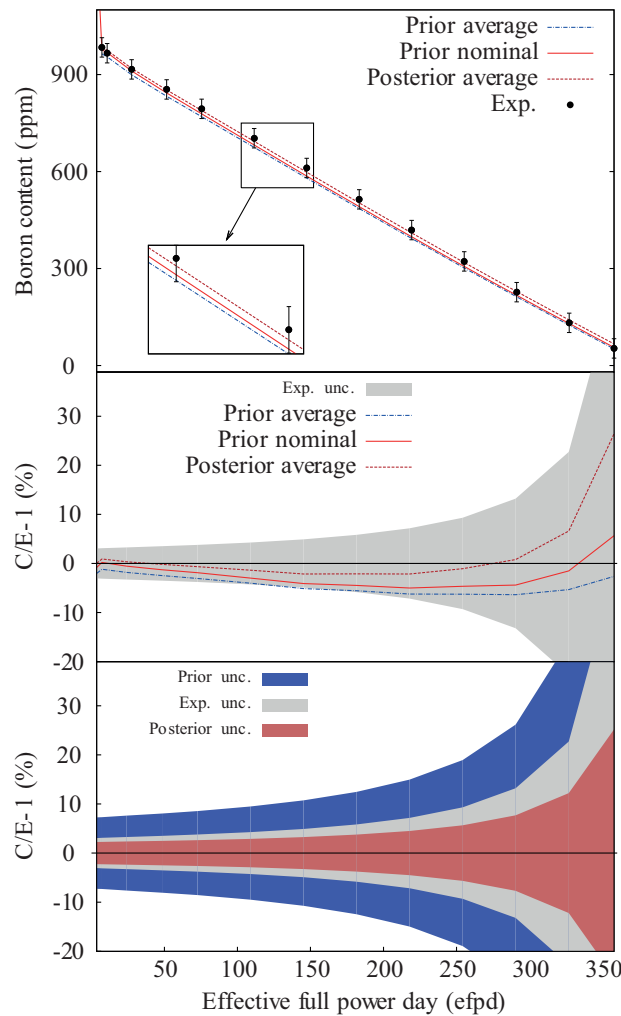 Prior average
Prior nominal
Posterior average
Exp.
Boron content (ppm)
900
600
300
0
Exp. unc.
Prior average
Prior nominal
Posterior average
C/E-1 (%)
30
20
10
0
-10
-20
Prior unc.
Exp. unc.
Posterior unc.
C/E-1 (%)
30
20
10
0
-10
-20
50 100 150 200 250 300 350
Effective full power day (efpd)